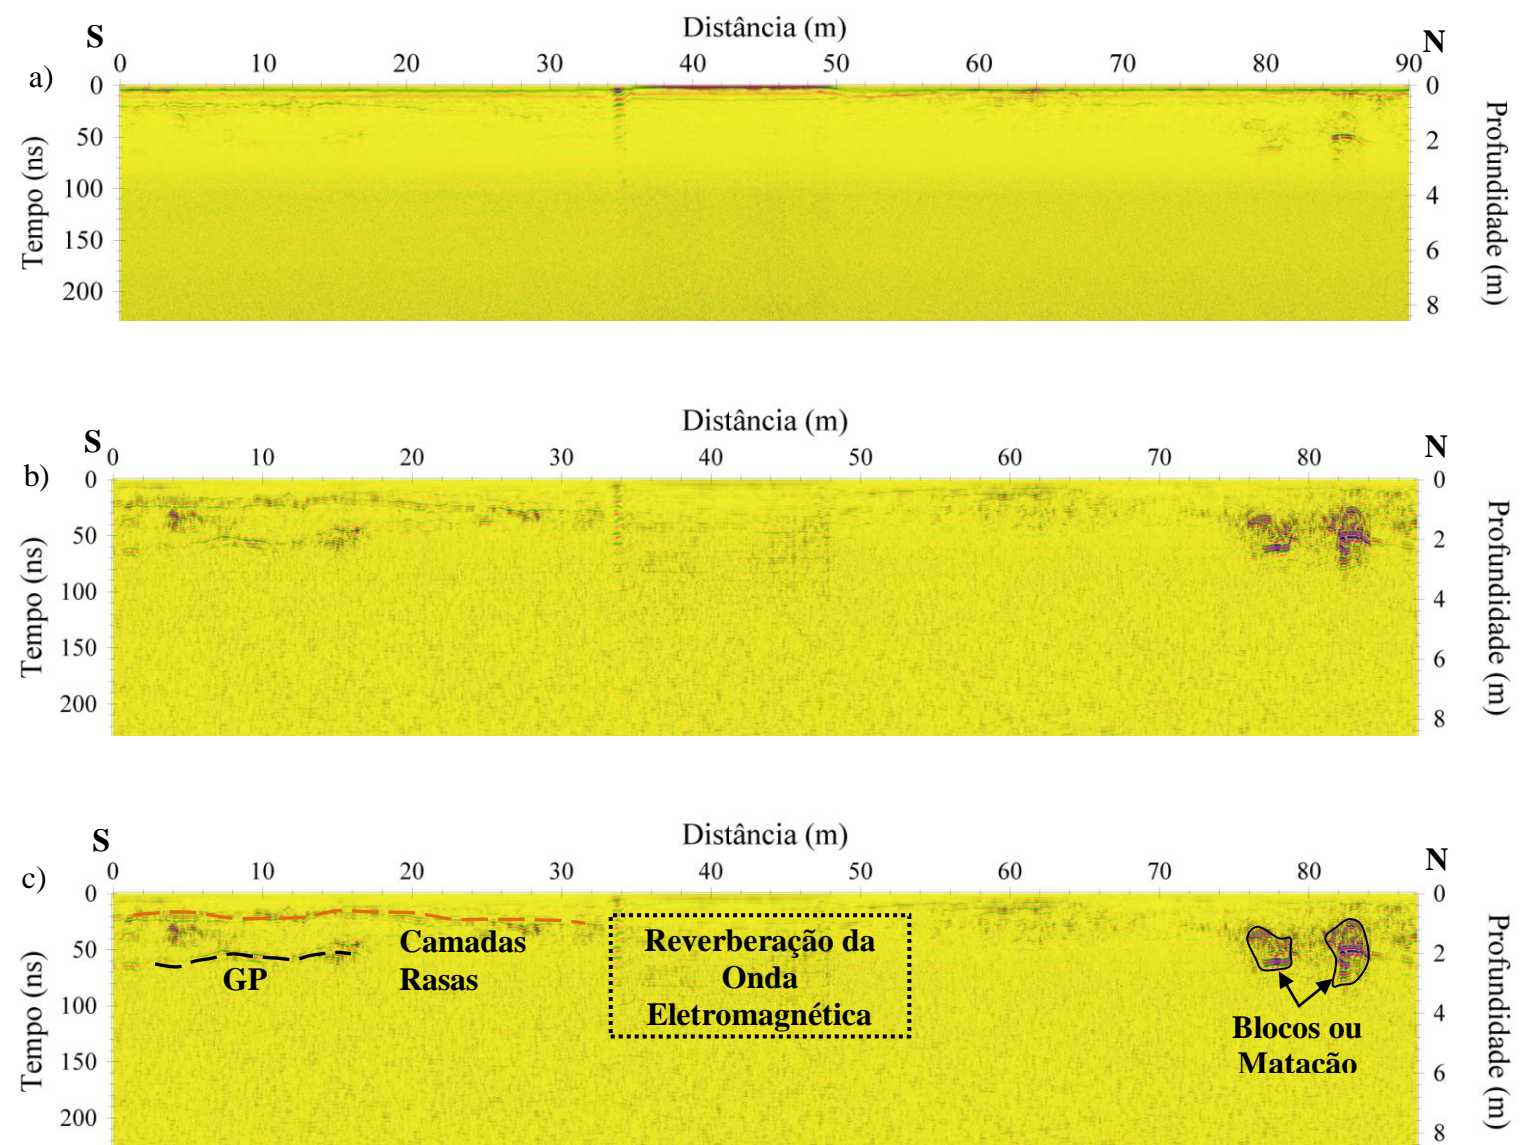 Distância (m)
S N
0 10 20 30 40 50 60 70 80 90
a)
Tempo (ns)
0
50
100
150
200
Profundidade (m)
0
2
4
6
8
Distância (m)
S N
0 10 20 30 40 50 60 70 80
b)
Tempo (ns)
0
50
100
150
200
Profundidade (m)
0
2
4
6
8
Distância (m)
S N
0 10 20 30 40 50 60 70 80
c)
Tempo (ns)
0
50
100
150
200
Profundidade (m)
0
2
4
6
8
GP
Camadas
Rasas
Reverberação da
Onda
Eletromagnética
Blocos ou
Matacão